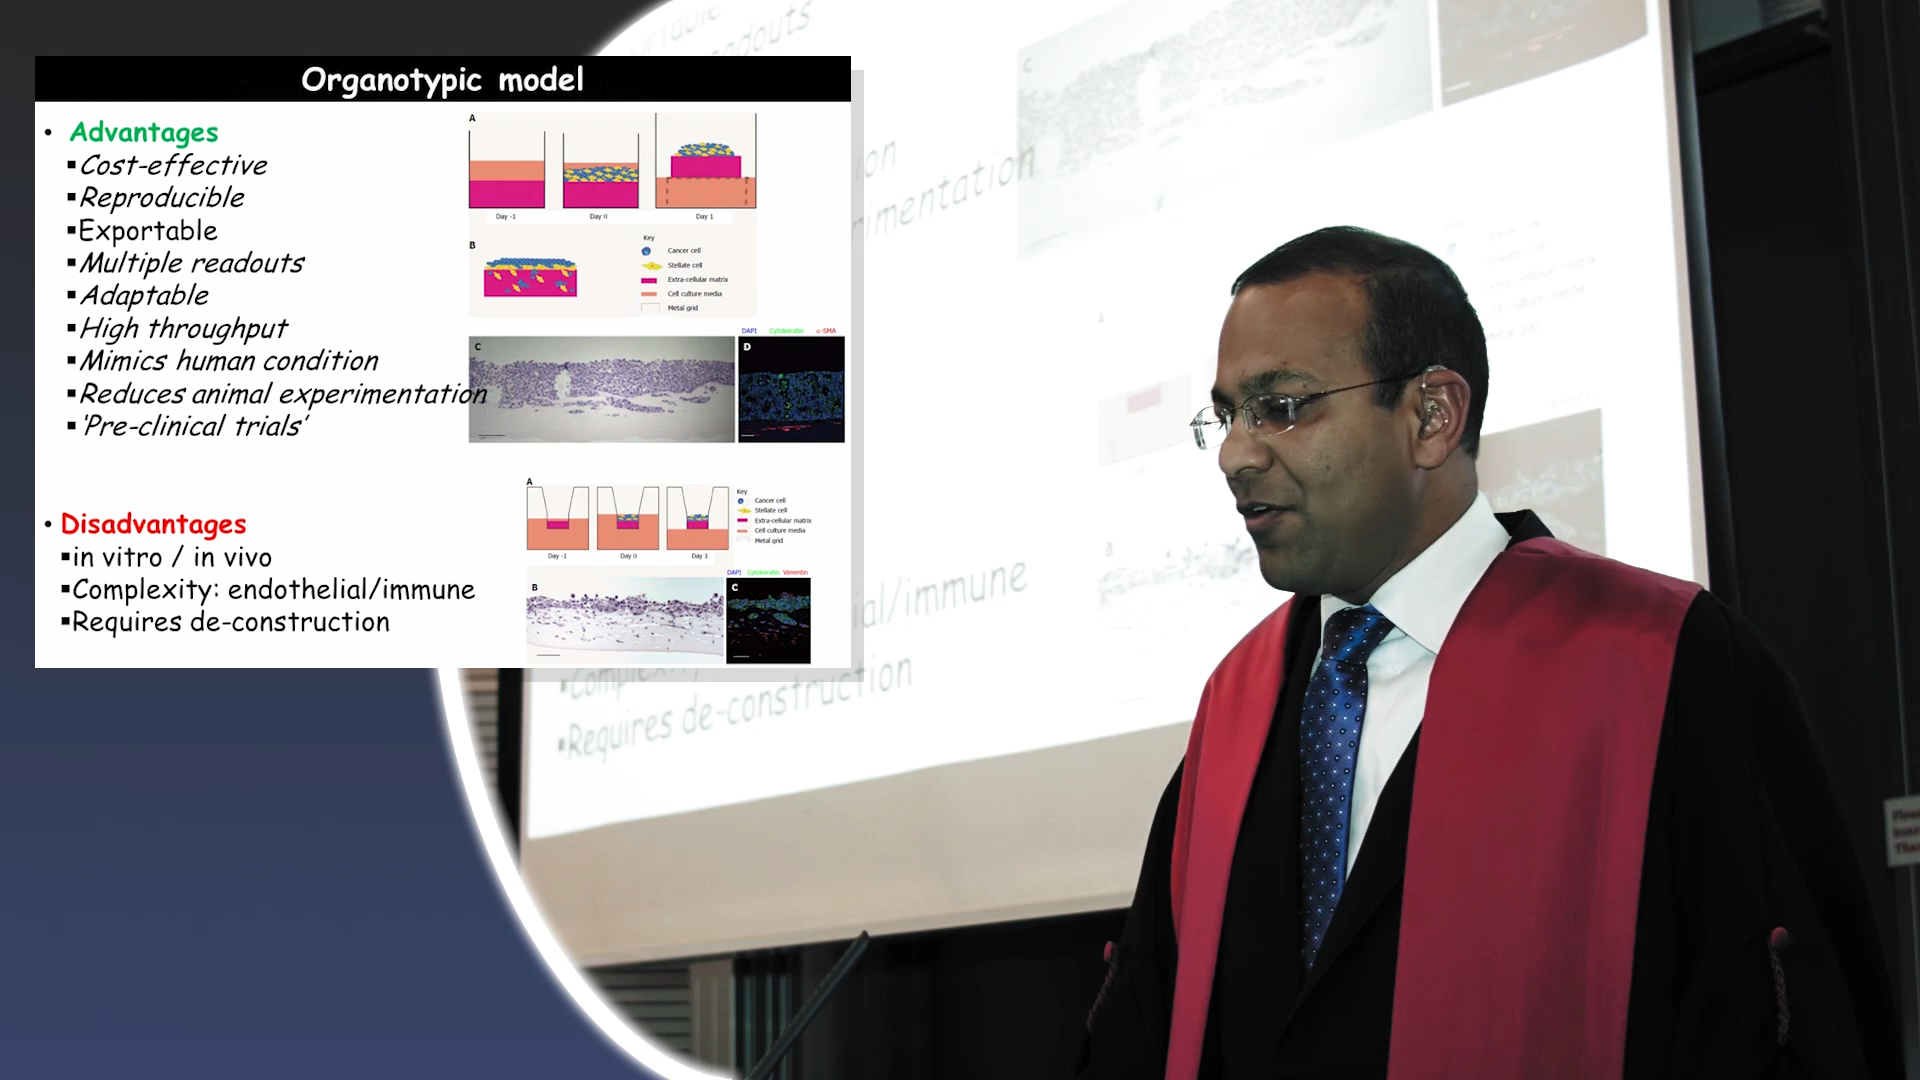 Organotypic model
• Advantages
▪Cost-effective
▪Reproducible
▪Exportable
▪Multiple readouts
▪Adaptable
▪High throughput
▪Mimics human condition
▪Reduces animal experimentation
▪'Pre-clinical trials'
• Disadvantages
▪in vitro / in vivo
▪Complexity: endothelial/immune
▪Requires de-construction
A
Day -1 Day 0 Day 1
B
Key
Cancer cell
Stellate cell
Extra-cellular matrix
Cell culture media
Metal grid
DAPI Cytokeratin α-SMA
C D
A
Day -1 Day 0 Day 1
Key
Cancer cell
Stellate cell
Extra-cellular matrix
Cell culture media
Metal grid
DAPI Cytokeratin Vimentin
B C
readouts
ion
rimentation
C
ial/immune
▪Complexity
▪Requires de-construction
A
B